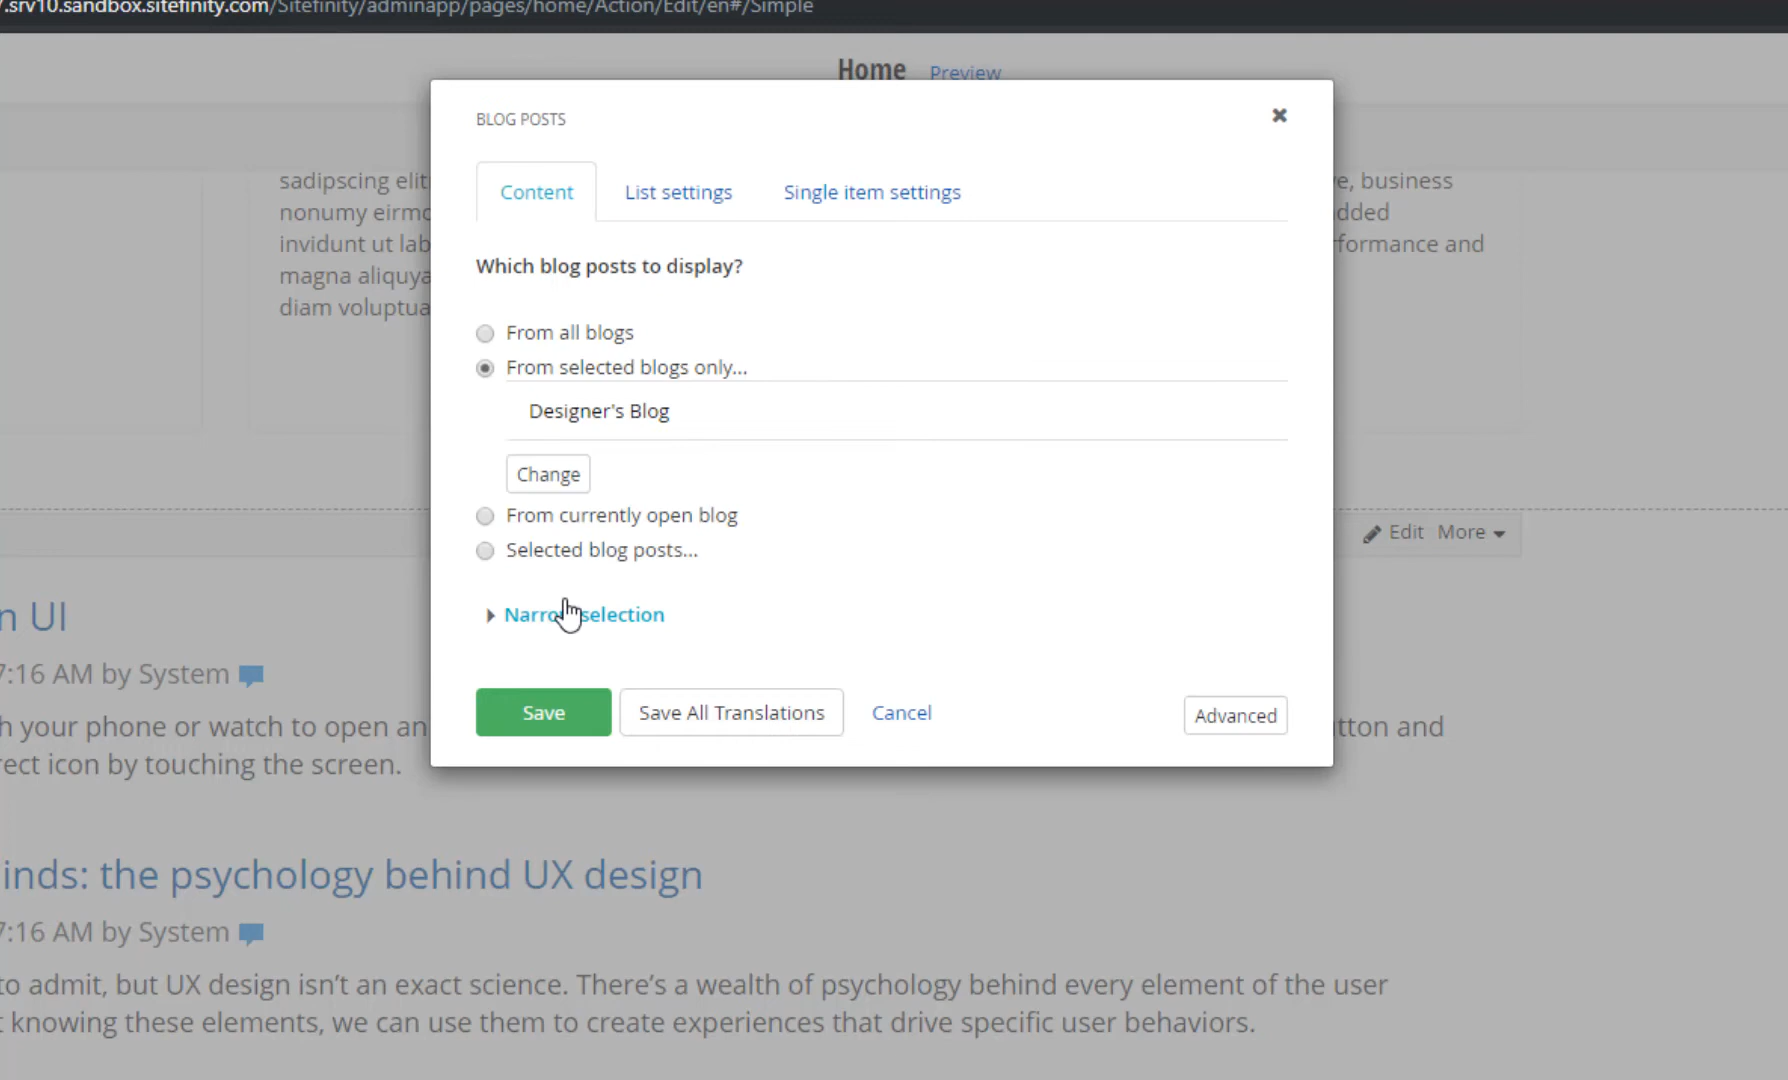 .srv10.sandbox.sitefinity.com/Sitefinity/adminapp/pages/home/Action/Edit/en#/Simple
Home Preview
BLOG POSTS
Content List settings Single item settings
Which blog posts to display?
From all blogs
From selected blogs only...
Designer's Blog
Change
From currently open blog
Selected blog posts...
selection
Save Save All Translations Cancel Advanced
sadipscing elit
nonumy eirmo
invidunt ut lab
magna aliquya
diam voluptua
e, business
dded
formance and
Edit More
n UI
7:16 AM by System
h your phone or watch to open an
tton and
rect icon by touching the screen.
inds: the psychology behind UX design
7:16 AM by System
to admit, but UX design isn't an exact science. There's a wealth of psychology behind every element of the user
t knowing these elements, we can use them to create experiences that drive specific user behaviors.